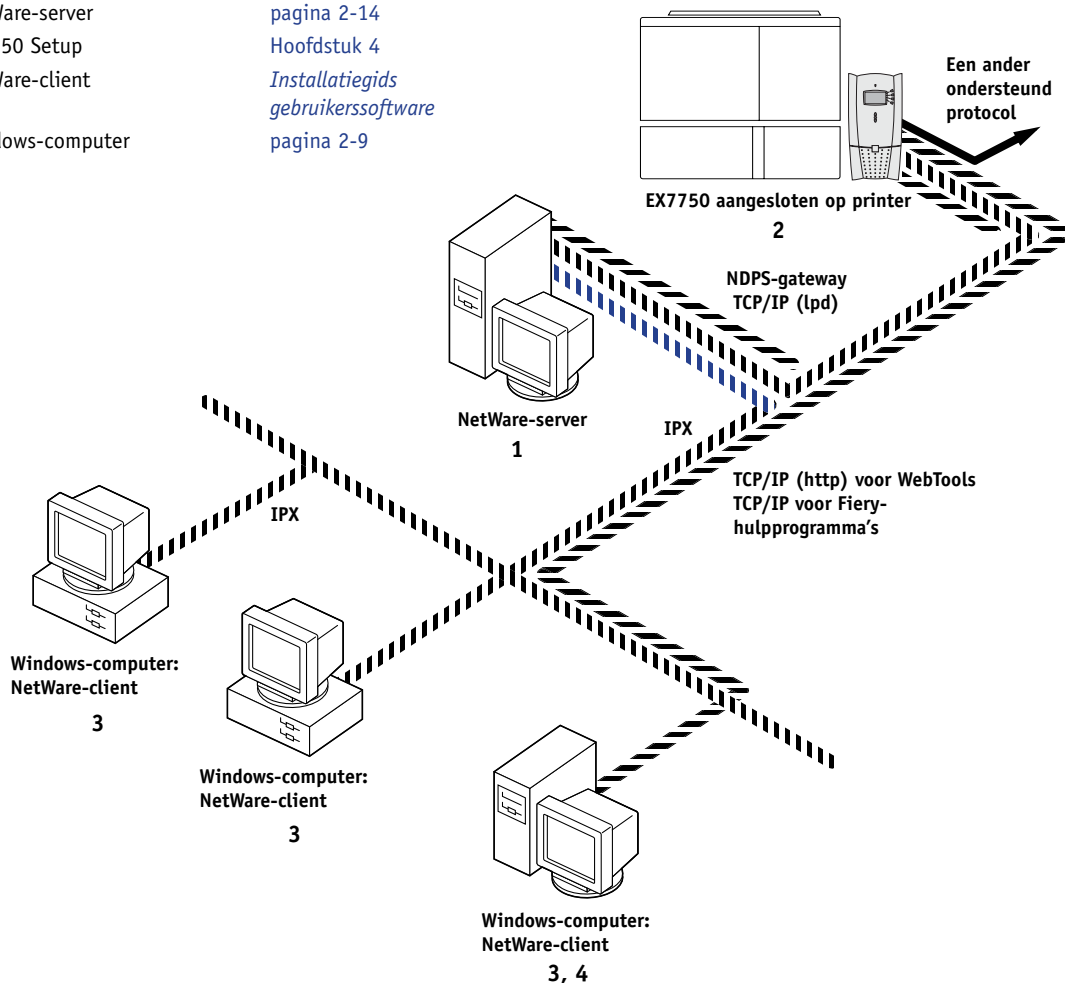 Ware-server pagina 2-14
50 Setup Hoofdstuk 4
Ware-client Installatiegids
gebruikerssoftware
dows-computer pagina 2-9
Een ander
ondersteund
protocol
EX7750 aangesloten op printer
2
NDPS-gateway
TCP/IP (lpd)
NetWare-server
1
IPX
TCP/IP (http) voor WebTools
TCP/IP voor Fiery-
hulpprogramma's
IPX
Windows-computer:
NetWare-client
3
Windows-computer:
NetWare-client
3
Windows-computer:
NetWare-client
3, 4